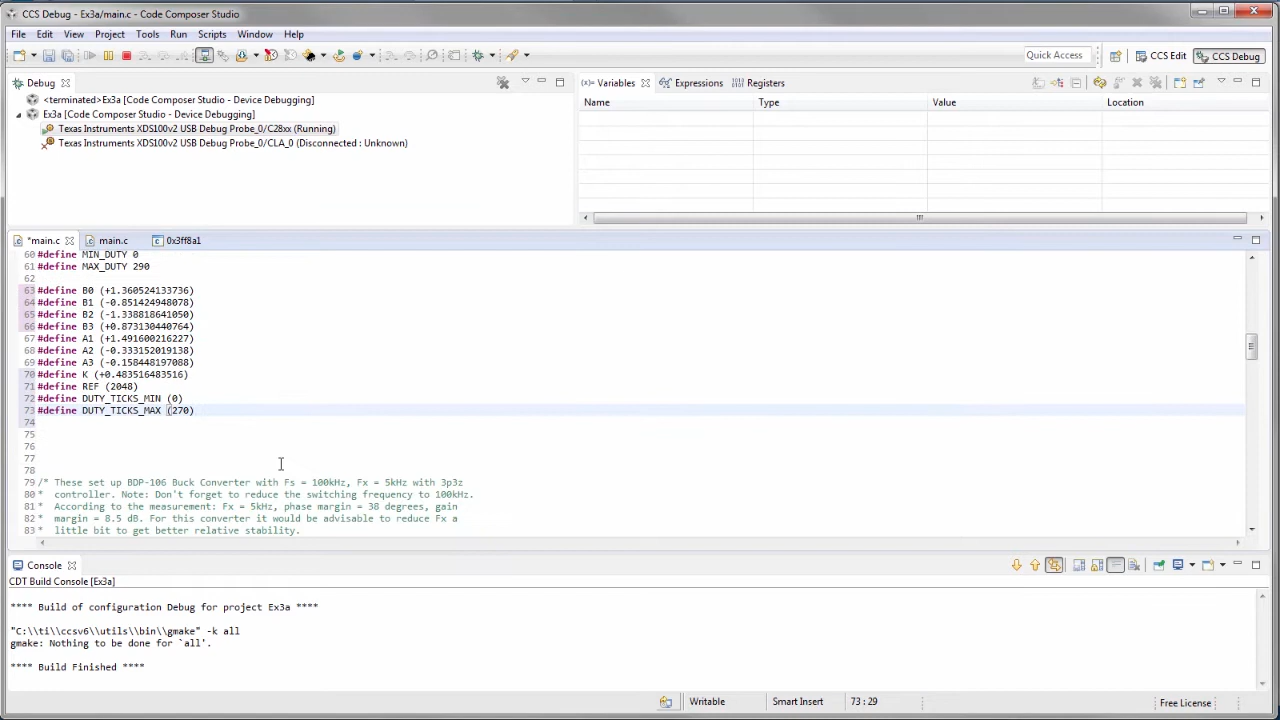 CCS Debug - Ex3a/main.c - Code Composer Studio
File Edit View Project Tools Run Scripts Window Help
Quick Access CCS Edit CCS Debug
Debug
<terminated>Ex3a [Code Composer Studio - Device Debugging]
Ex3a [Code Composer Studio - Device Debugging]
Texas Instruments XDS100v2 USB Debug Probe_0/C28xx (Running)
Texas Instruments XDS100v2 USB Debug Probe_0/CLA_0 (Disconnected : Unknown)
(x)= Variables Expressions Registers
Name Type Value Location
*main.c main.c 0x3ff8a1
60 #define MIN_DUTY 0
61 #define MAX_DUTY 290
62
63 #define B0 (+1.360524133736)
64 #define B1 (-0.851424948078)
65 #define B2 (-1.338818641050)
66 #define B3 (+0.873130440764)
67 #define A1 (+1.491600216227)
68 #define A2 (-0.333152019138)
69 #define A3 (-0.158448197088)
70 #define K (+0.483516483516)
71 #define REF (2048)
72 #define DUTY_TICKS_MIN (0)
73 #define DUTY_TICKS_MAX (270)
74
75
76
77
78
79 /* These set up BDP-106 Buck Converter with Fs = 100kHz, Fx = 5kHz with 3p3z
80 * controller. Note: Don't forget to reduce the switching frequency to 100kHz.
81 * According to the measurement: Fx = 5kHz, phase margin = 38 degrees, gain
82 * margin = 8.5 dB. For this converter it would be advisable to reduce Fx a
83 * little bit to get better relative stability.
Console
CDT Build Console [Ex3a]
**** Build of configuration Debug for project Ex3a ****
"C:\\ti\\ccsv6\\utils\\bin\\gmake" -k all
gmake: Nothing to be done for `all'.
**** Build Finished ****
Writable Smart Insert 73 : 29 Free License